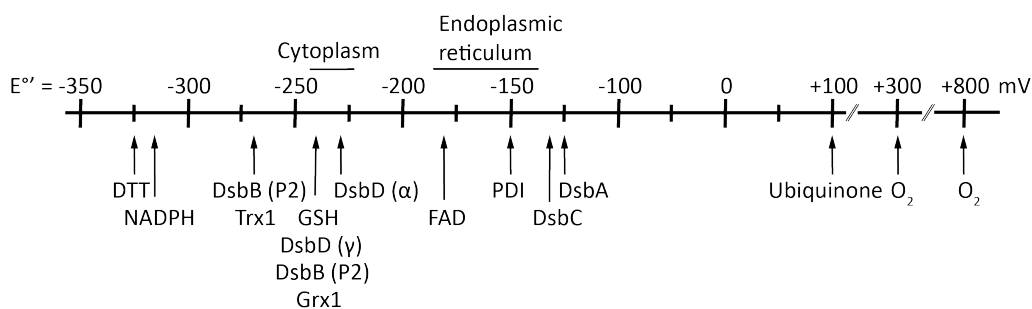 Endoplasmic
Cytoplasm reticulum
E°’ = -350 -300 -250 -200 -150 -100 0 +100 +300 +800 mV
DTT DsbB (P2) DsbD (α) PDI DsbA Ubiquinone O₂ O₂
NADPH Trx1 GSH FAD DsbC
DsbD (γ)
DsbB (P2)
Grx1